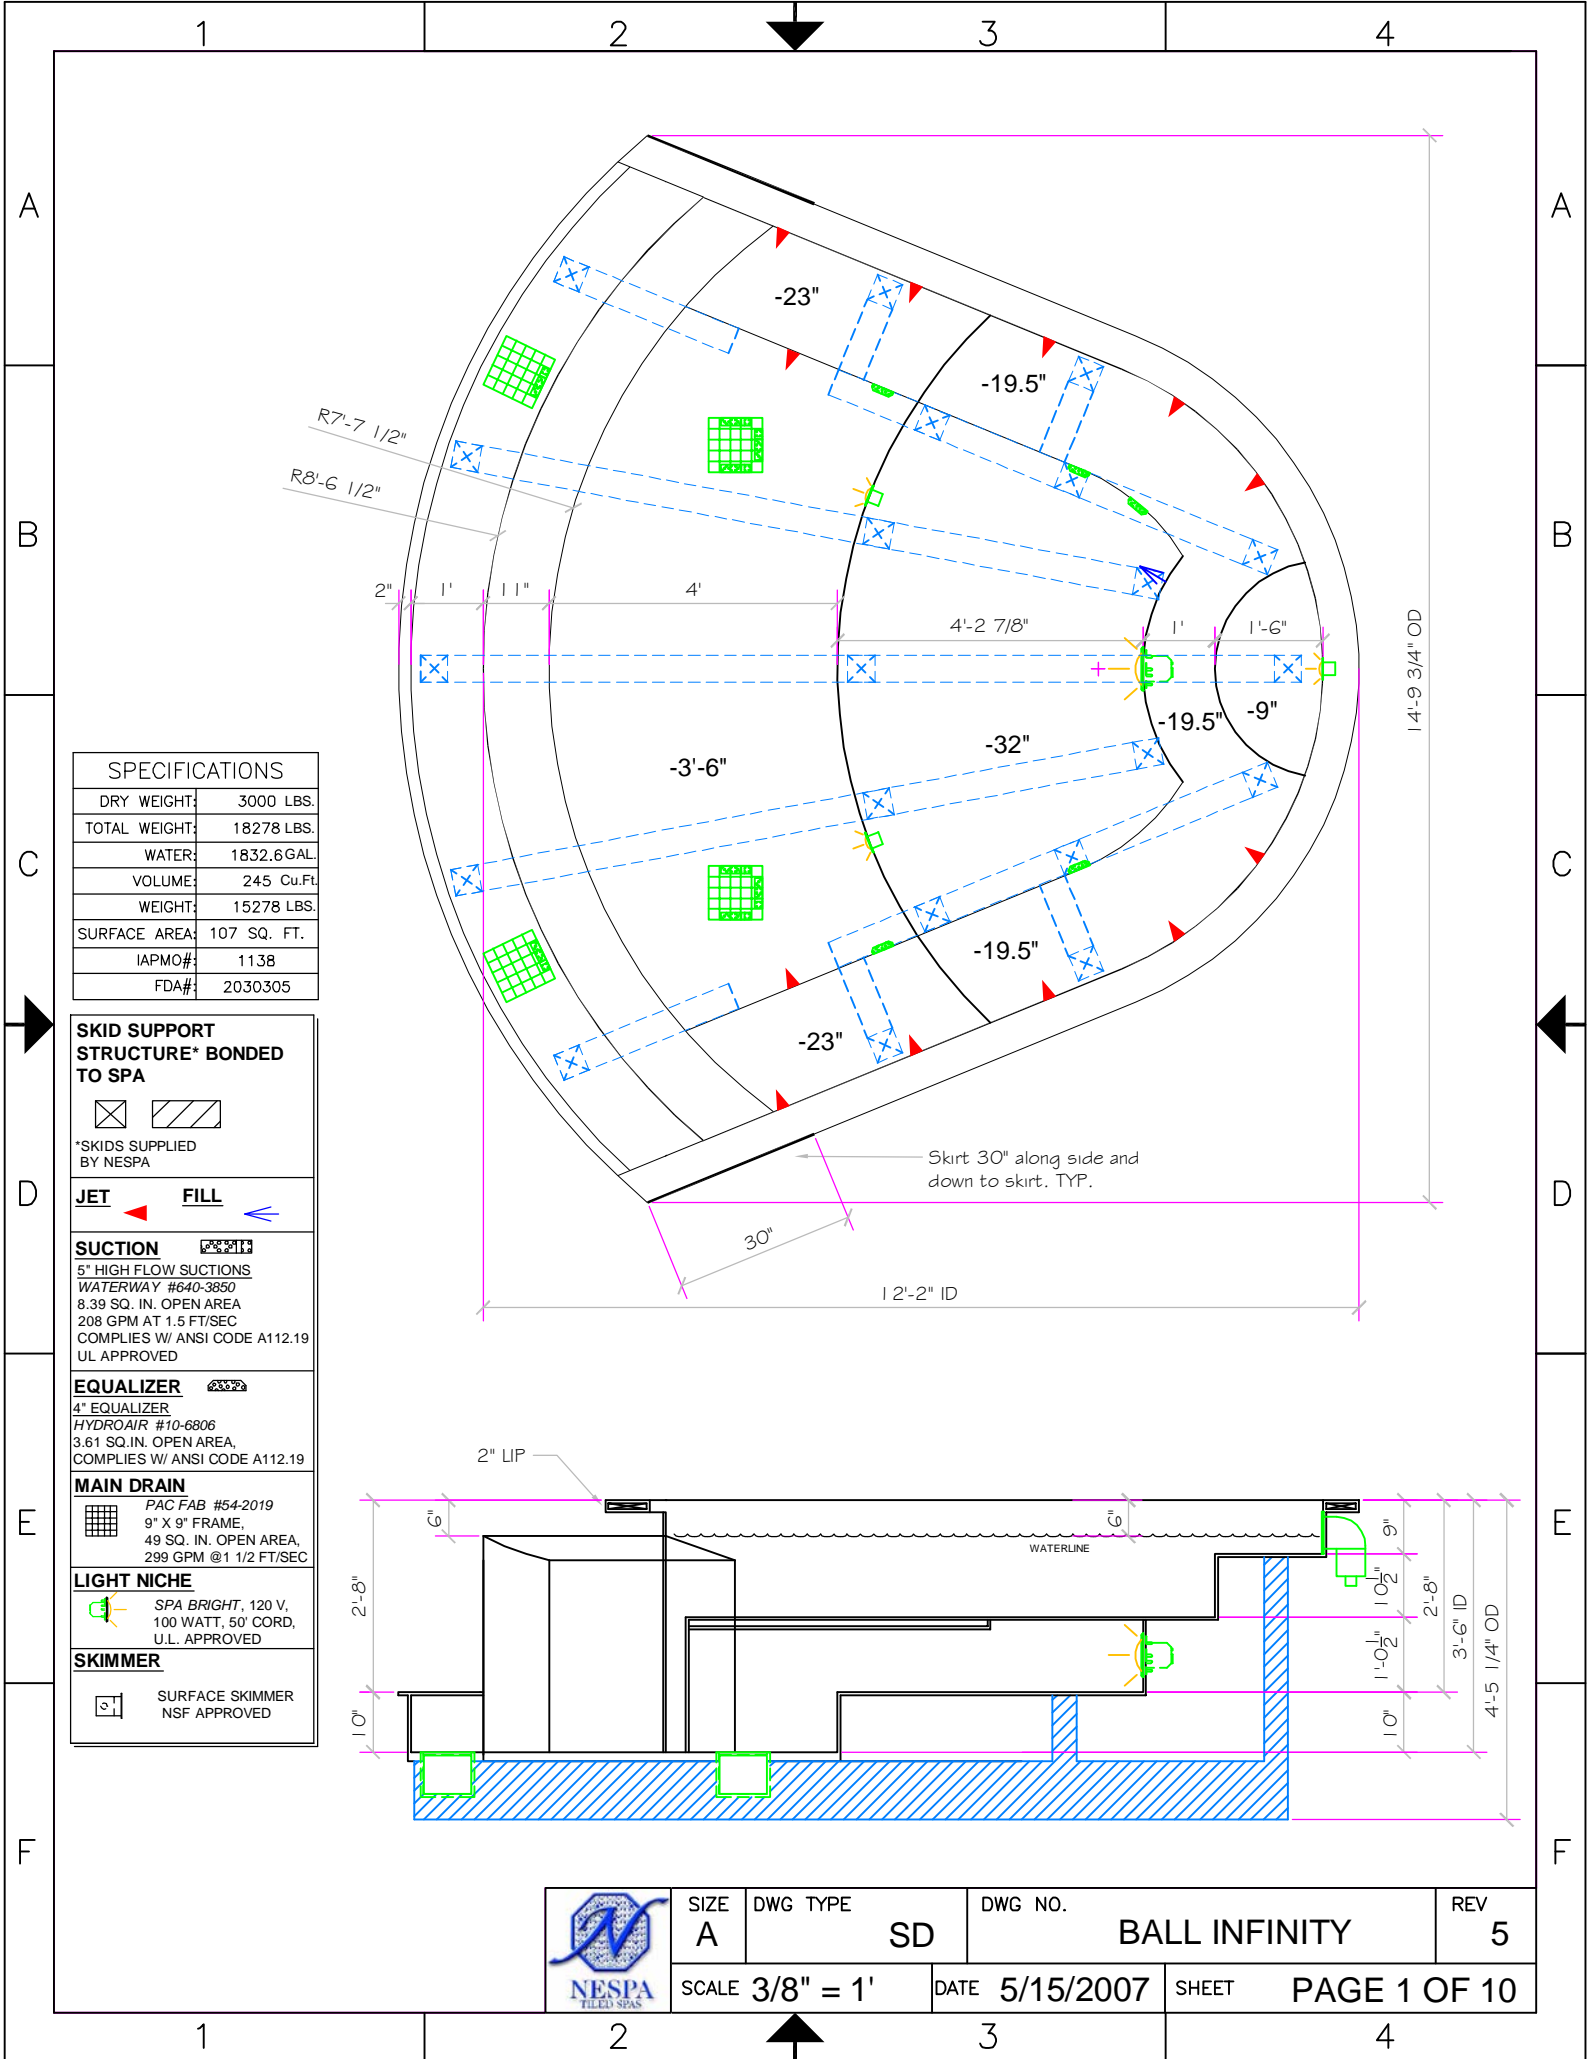 1 2 3 4
A A
B B
C C
D D
E E
F F
1 2 3 4
-23"
-19.5"
R7'-7 1/2"
R8'-6 1/2"
2" 1' 11" 4'
4'-2 7/8" 1' 1'-6"
14'-9 3/4" OD
-19.5" -9"
-32"
-3'-6"
-19.5"
-23"
Skirt 30" along side and
down to skirt. TYP.
30"
12'-2" ID
SPECIFICATIONS
DRY WEIGHT: 3000 LBS.
TOTAL WEIGHT: 18278 LBS.
WATER: 1832.6 GAL.
VOLUME: 245 Cu.Ft.
WEIGHT: 15278 LBS.
SURFACE AREA: 107 SQ. FT.
IAPMO#: 1138
FDA#: 2030305
SKID SUPPORT
STRUCTURE* BONDED
TO SPA
*SKIDS SUPPLIED
BY NESPA
JET FILL
SUCTION
5" HIGH FLOW SUCTIONS
WATERWAY #640-3850
8.39 SQ. IN. OPEN AREA
208 GPM AT 1.5 FT/SEC
COMPLIES W/ ANSI CODE A112.19
UL APPROVED
EQUALIZER
4" EQUALIZER
HYDROAIR #10-6806
3.61 SQ.IN. OPEN AREA,
COMPLIES W/ ANSI CODE A112.19
MAIN DRAIN
PAC FAB #54-2019
9" X 9" FRAME,
49 SQ. IN. OPEN AREA,
299 GPM @1 1/2 FT/SEC
LIGHT NICHE
SPA BRIGHT, 120 V,
100 WATT, 50' CORD,
U.L. APPROVED
SKIMMER
SURFACE SKIMMER
NSF APPROVED
2" LIP
6" 6"
WATERLINE
2'-8"
10"
9"
10 1/2"
1'-0 1/2"
10"
2'-8"
3'-6" ID
4'-5 1/4" OD
NESPA
TILED SPAS
SIZE A
DWG TYPE SD
DWG NO. BALL INFINITY
REV 5
SCALE 3/8" = 1'
DATE 5/15/2007
SHEET PAGE 1 OF 10